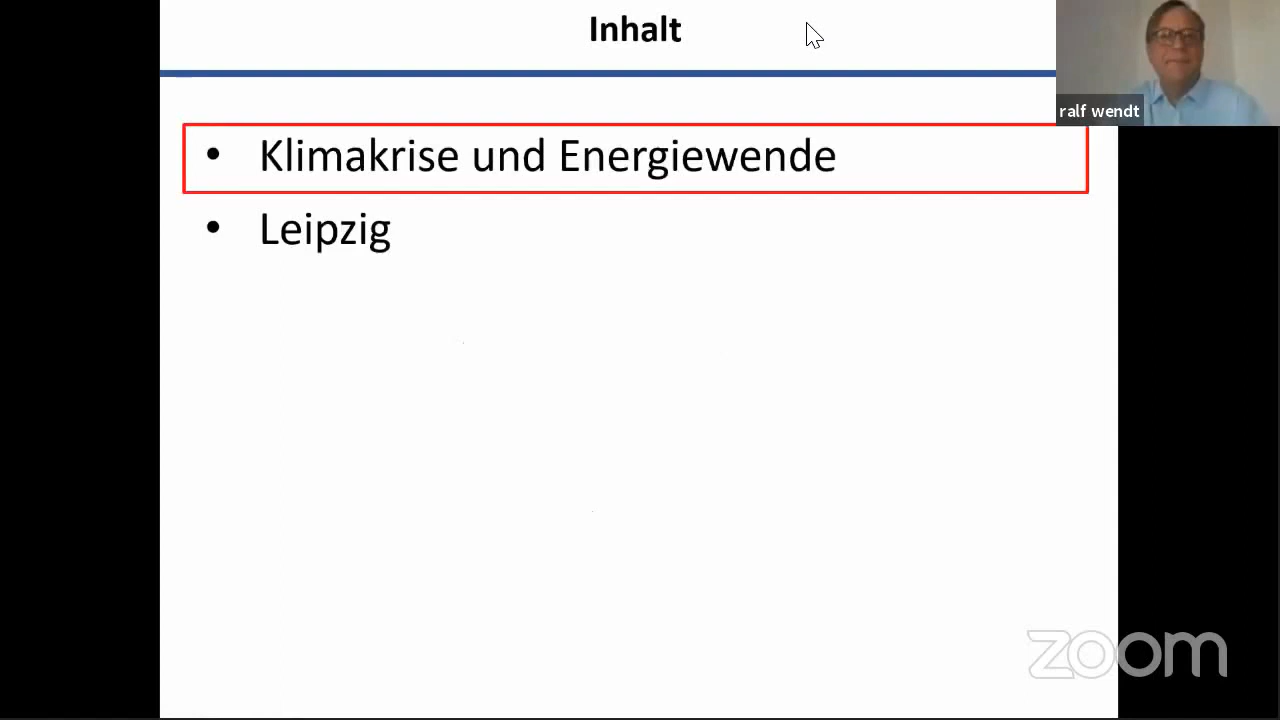 Inhalt
ralf wendt
• Klimakrise und Energiewende
• Leipzig
zoom